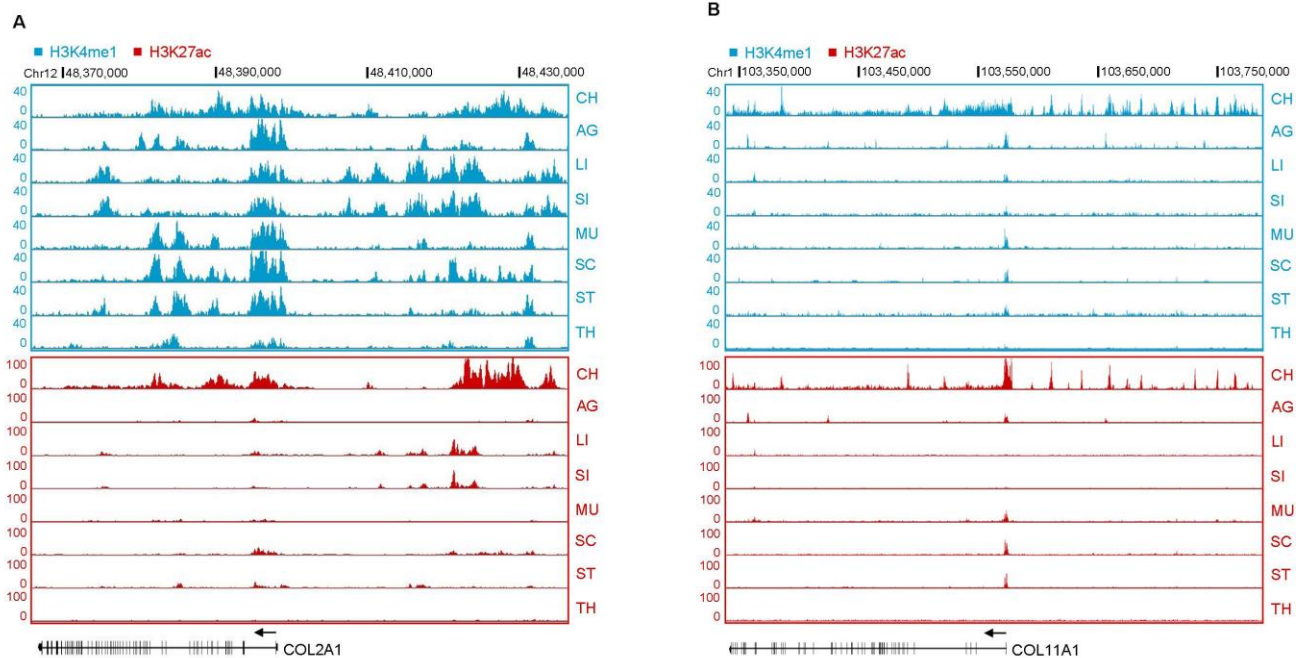 A
H3K4me1 H3K27ac
Chr12 48,370,000 48,390,000 48,410,000 48,430,000
40 0 CH
40 0 AG
40 0 LI
40 0 SI
40 0 MU
40 0 SC
40 0 ST
40 0 TH
100 0 CH
100 0 AG
100 0 LI
100 0 SI
100 0 MU
100 0 SC
100 0 ST
100 0 TH
COL2A1
B
H3K4me1 H3K27ac
Chr1 103,350,000 103,450,000 103,550,000 103,650,000 103,750,000
40 0 CH
40 0 AG
40 0 LI
40 0 SI
40 0 MU
40 0 SC
40 0 ST
40 0 TH
100 0 CH
100 0 AG
100 0 LI
100 0 SI
100 0 MU
100 0 SC
100 0 ST
100 0 TH
COL11A1